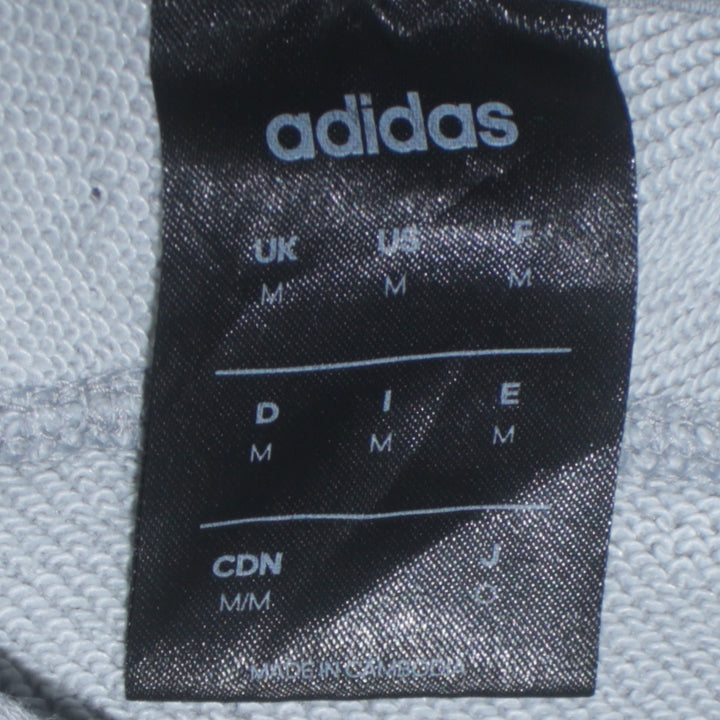 adidas
UK US F
M M M
D I E
M M M
CDN J
M/M O
MADE IN CAMBODIA